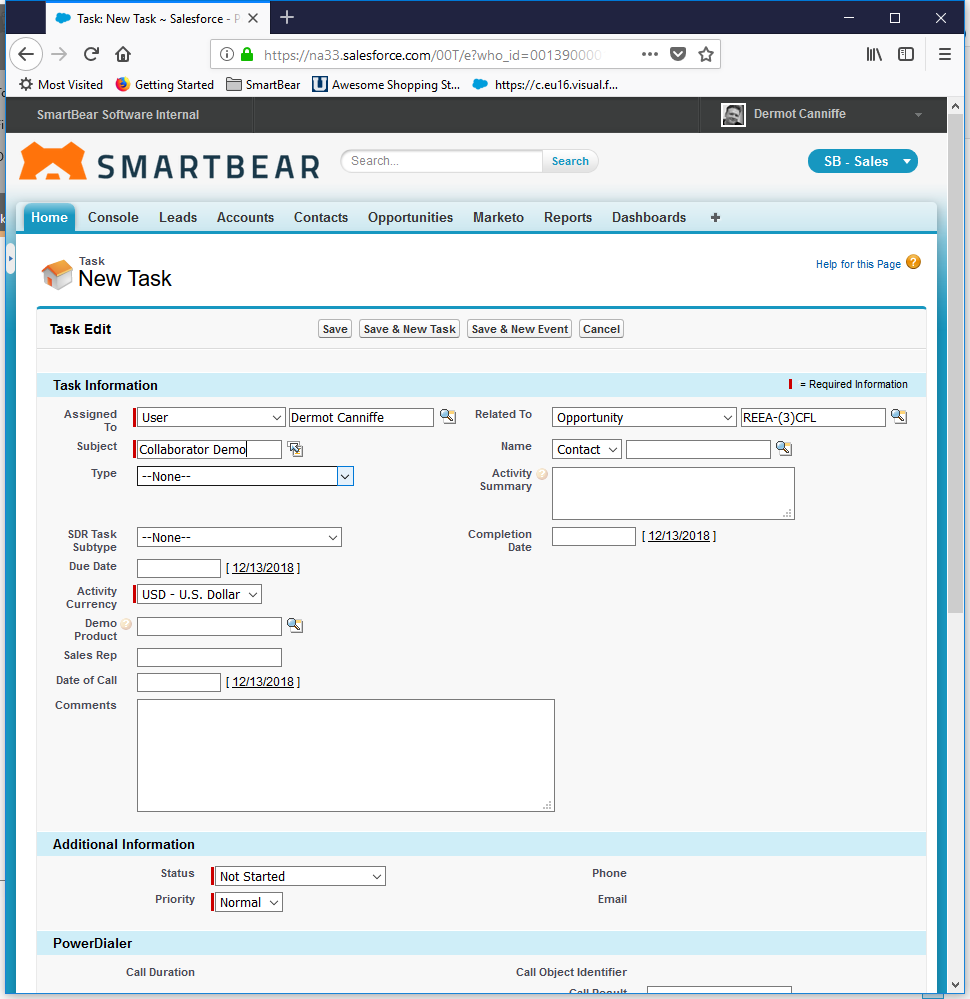 Task: New Task ~ Salesforce - P
https://na33.salesforce.com/00T/e?who_id=001390000
Most Visited Getting Started SmartBear Awesome Shopping St... https://c.eu16.visual.f...
SmartBear Software Internal
Dermot Canniffe
SMARTBEAR
Search...
Search
SB - Sales
Home Console Leads Accounts Contacts Opportunities Marketo Reports Dashboards +
Task
New Task
Help for this Page ?
Task Edit
Save
Save & New Task
Save & New Event
Cancel
Task Information
= Required Information
Assigned To
User
Dermot Canniffe
Related To
Opportunity
REEA-(3)CFL
Subject
Collaborator Demo
Name
Contact
Type
--None--
Activity Summary
SDR Task Subtype
--None--
Completion Date
[ 12/13/2018 ]
Due Date
[ 12/13/2018 ]
Activity Currency
USD - U.S. Dollar
Demo Product
Sales Rep
Date of Call
[ 12/13/2018 ]
Comments
Additional Information
Status
Not Started
Phone
Priority
Normal
Email
PowerDialer
Call Duration
Call Object Identifier
Call Result